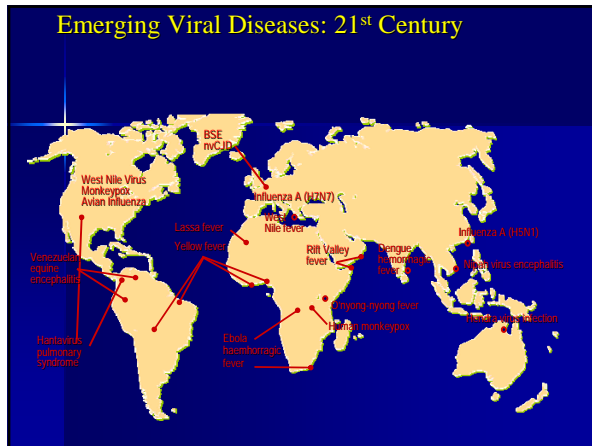 Emerging Viral Diseases: 21st Century
BSE
nvCJD
West Nile Virus
Monkeypox
Avian Influenza
Influenza A (H7N7)
West
Nile fever
Lassa fever
Yellow fever
Rift Valley
fever
Dengue
hemorrhagic
fever
Influenza A (H5N1)
Nipah virus encephalitis
Venezuelan
equine
encephalitis
O'nyong-nyong fever
Human monkeypox
Hendra virus infection
Hantavirus
pulmonary
syndrome
Ebola
haemhorragic
fever